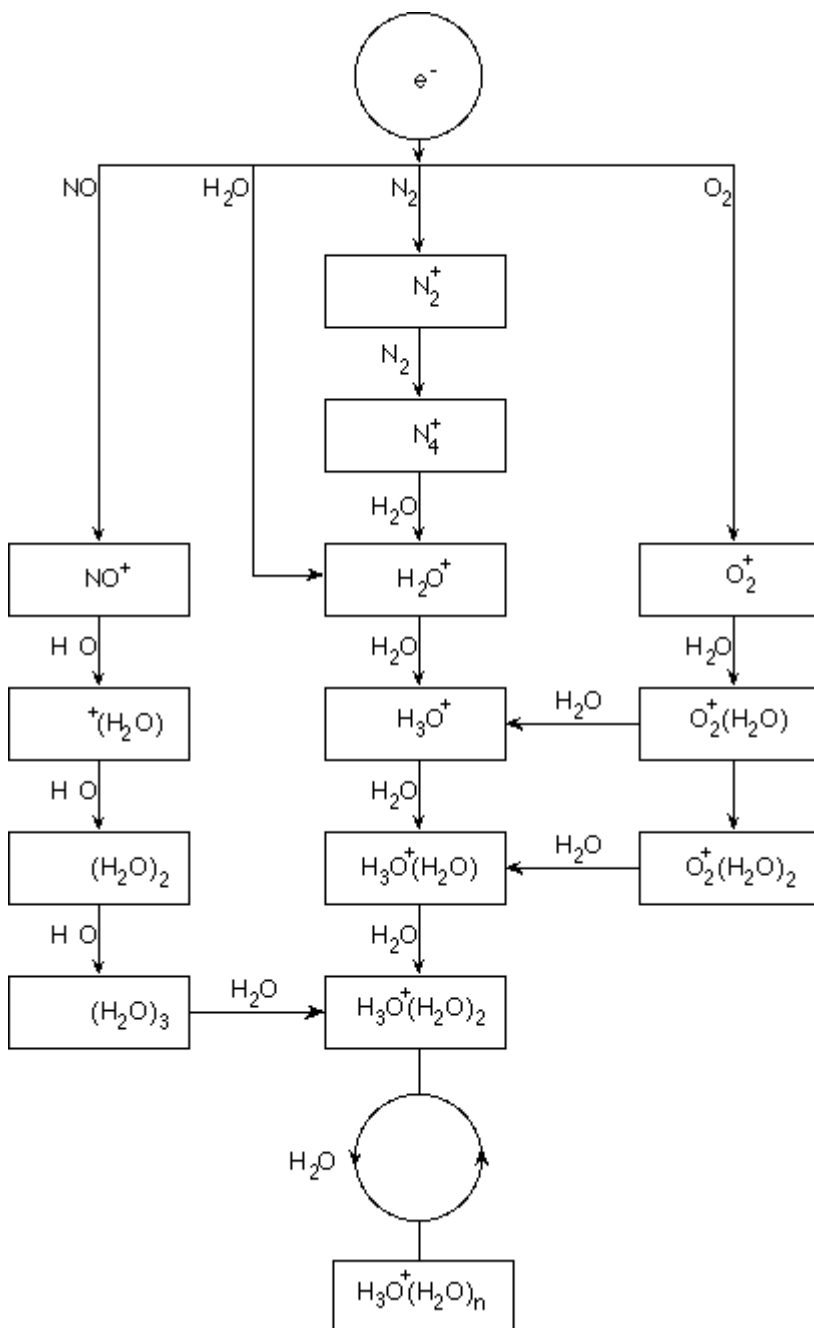 e⁻
NO H₂O N₂ O₂
N₂⁺
N₂
N₄⁺
H₂O
NO⁺ H₂O⁺ O₂⁺
H O H₂O H₂O
⁺(H₂O) H₃O⁺ H₂O O₂⁺(H₂O)
H O H₂O
(H₂O)₂ H₃O⁺(H₂O) H₂O O₂⁺(H₂O)₂
H O H₂O
(H₂O)₃ H₂O H₃O⁺(H₂O)₂
H₂O
H₃O⁺(H₂O)ₙ